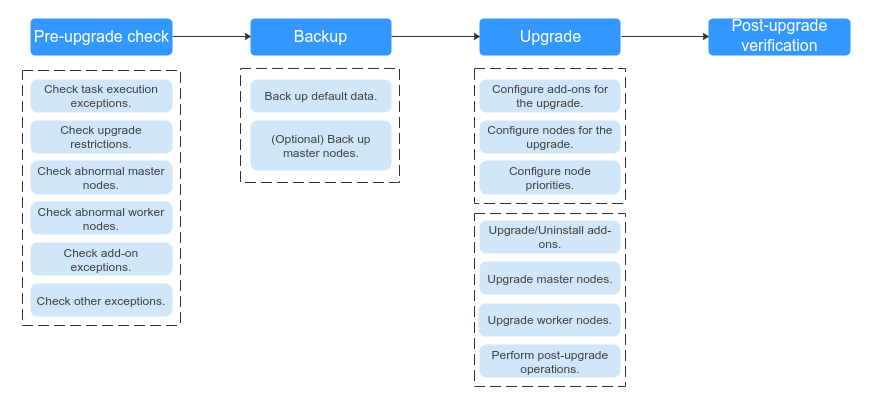 Pre-upgrade check
Backup
Upgrade
Post-upgrade
verification
Check task execution
exceptions.
Check upgrade
restrictions.
Check abnormal master
nodes.
Check abnormal worker
nodes.
Check add-on
exceptions.
Check other exceptions.
Back up default data.
(Optional) Back up
master nodes.
Configure add-ons for
the upgrade.
Configure nodes for the
upgrade.
Configure node
priorities.
Upgrade/Uninstall add-
ons.
Upgrade master nodes.
Upgrade worker nodes.
Perform post-upgrade
operations.